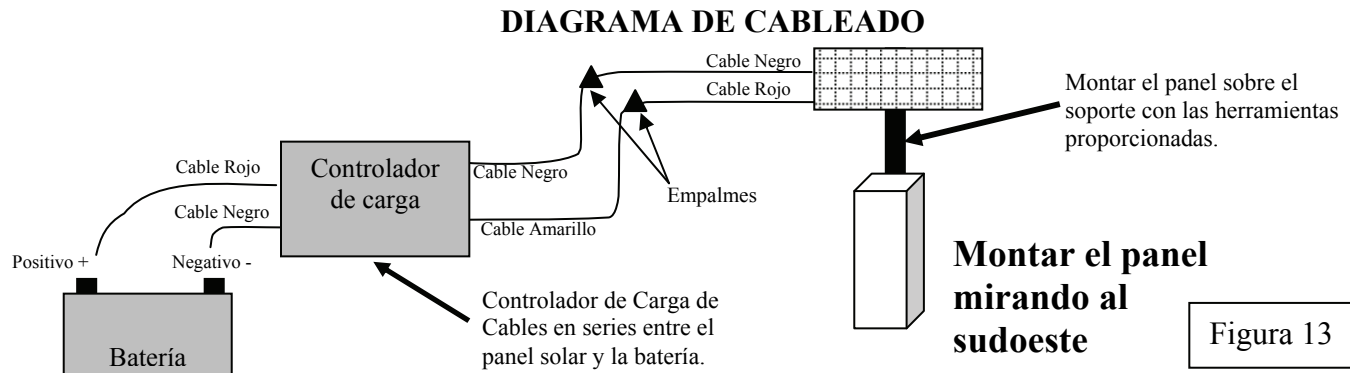 DIAGRAMA DE CABLEADO
Cable Negro
Cable Rojo
Montar el panel sobre el
soporte con las herramientas
proporcionadas.
Cable Rojo
Controlador
de carga
Cable Negro
Empalmes
Cable Negro
Cable Amarillo
Positivo +
Negativo -
Montar el panel
mirando al
sudoeste
Controlador de Carga de
Cables en series entre el
panel solar y la batería.
Figura 13
Batería